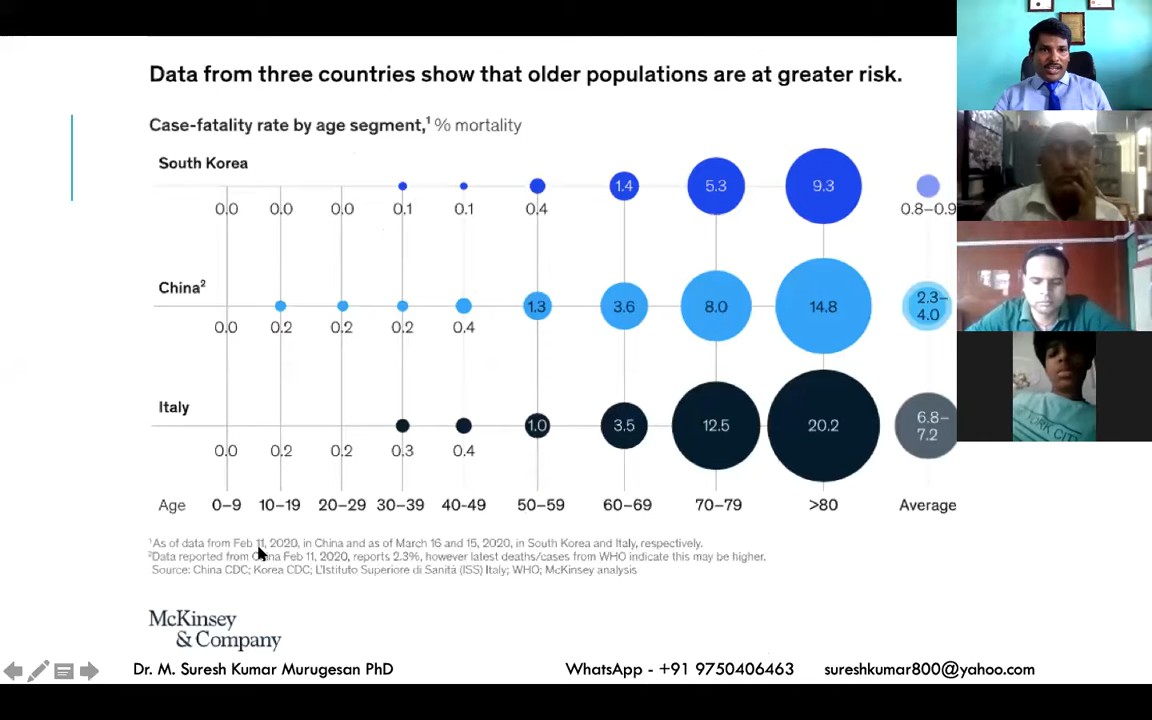 Data from three countries show that older populations are at greater risk.
Case-fatality rate by age segment,¹ % mortality
South Korea
1.4 5.3 9.3
0.0 0.0 0.0 0.1 0.1 0.4 0.8–0.9
China²
1.3 3.6 8.0 14.8 2.3–
4.0
0.0 0.2 0.2 0.2 0.4
Italy
1.0 3.5 12.5 20.2 6.8–
7.2
0.0 0.2 0.2 0.3 0.4
Age 0–9 10–19 20–29 30–39 40-49 50–59 60–69 70–79 >80 Average
¹As of data from Feb 11, 2020, in China and as of March 16 and 15, 2020, in South Korea and Italy, respectively.
²Data reported from China Feb 11, 2020, reports 2.3%, however latest deaths/cases from WHO indicate this may be higher.
Source: China CDC; Korea CDC; L'Istituto Superiore di Sanità (ISS) Italy; WHO; McKinsey analysis
McKinsey
& Company
Dr. M. Suresh Kumar Murugesan PhD WhatsApp - +91 9750406463 sureshkumar800@yahoo.com
YORK CITY